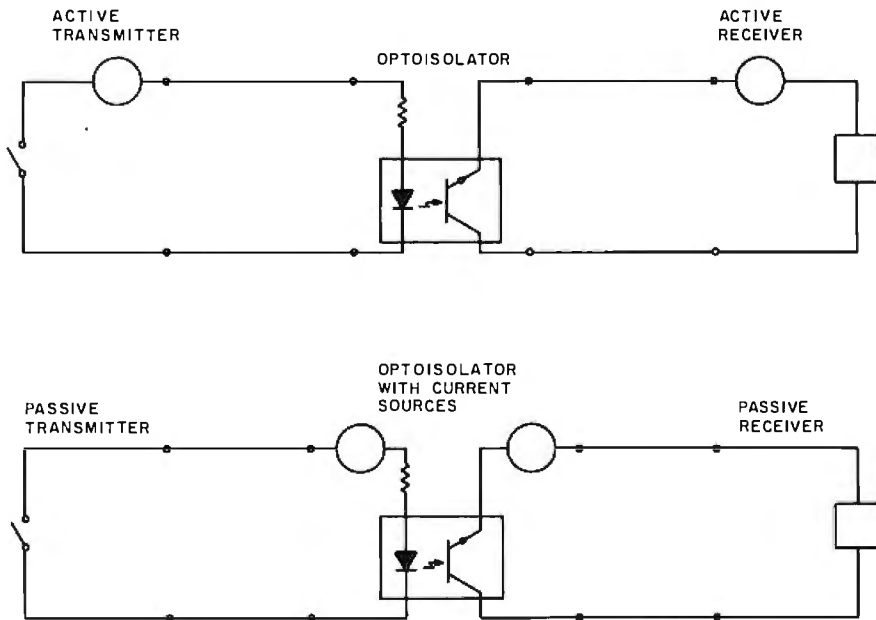 ACTIVE
TRANSMITTER
OPTOISOLATOR
ACTIVE
RECEIVER
PASSIVE
TRANSMITTER
OPTOISOLATOR
WITH CURRENT
SOURCES
PASSIVE
RECEIVER